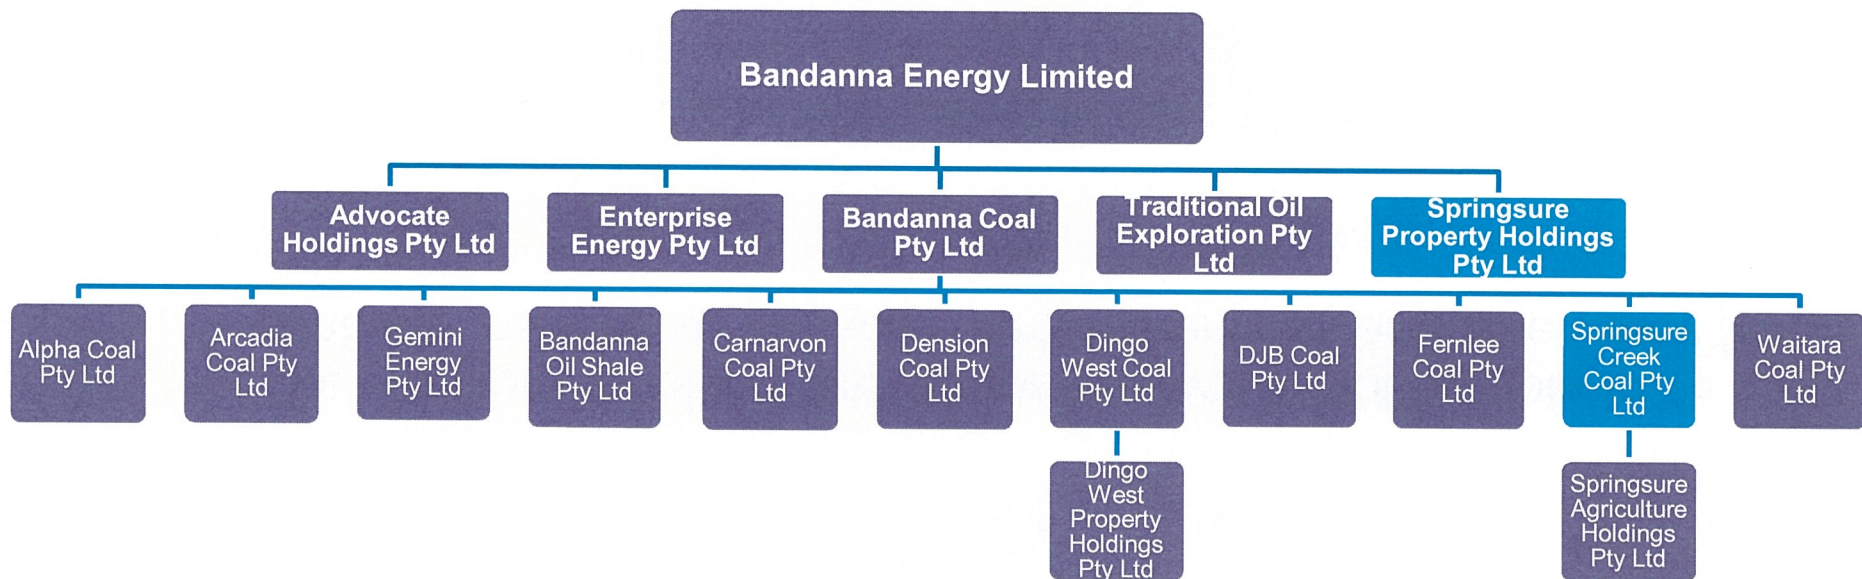 Bandanna Energy Limited
Advocate
Holdings Pty Ltd
Enterprise
Energy Pty Ltd
Bandanna Coal
Pty Ltd
Traditional Oil
Exploration Pty
Ltd
Springsure
Property Holdings
Pty Ltd
Alpha Coal
Pty Ltd
Arcadia
Coal Pty
Ltd
Gemini
Energy
Pty Ltd
Bandanna
Oil Shale
Pty Ltd
Carnarvon
Coal Pty
Ltd
Dension
Coal Pty
Ltd
Dingo
West Coal
Pty Ltd
DJB Coal
Pty Ltd
Fernlee
Coal Pty
Ltd
Springsure
Creek
Coal Pty
Ltd
Waitara
Coal Pty
Ltd
Dingo
West
Property
Holdings
Pty Ltd
Springsure
Agriculture
Holdings
Pty Ltd